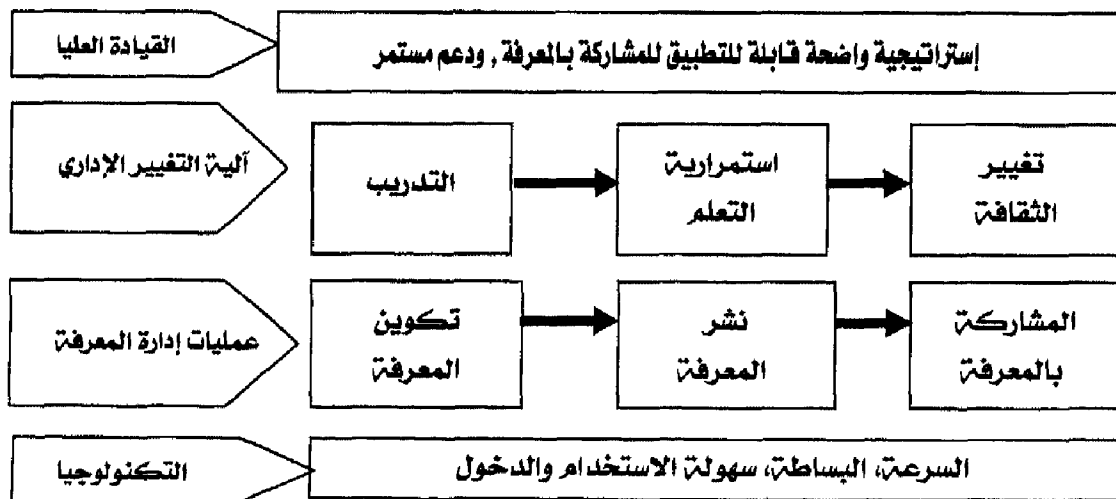 القيادة العليا
إستراتيجية واضحة قابلة للتطبيق للمشاركة بالمعرفة , ودعم مستمر
آلية التغيير الإداري
التدريب
استمرارية
التعلم
تغيير
الثقافة
عمليات إدارة المعرفة
تكوين
المعرفة
نشر
المعرفة
المشاركة
بالمعرفة
التكنولوجيا
السرعة، البساطة، سهولة الاستخدام والدخول